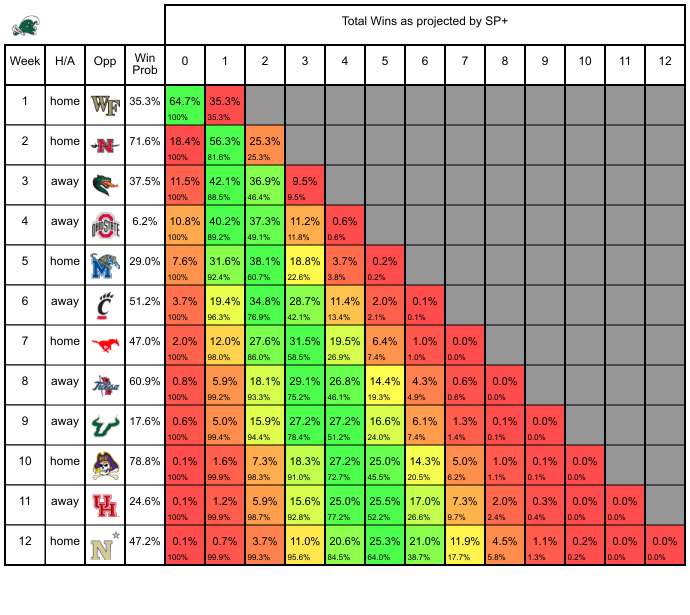 Total Wins as projected by SP+
Week H/A Opp Win Prob 0 1 2 3 4 5 6 7 8 9 10 11 12
1 home WF 35.3% 64.7% 35.3%
100% 35.3%
2 home N 71.6% 18.4% 56.3% 25.3%
100% 81.6% 25.3%
3 away 37.5% 11.5% 42.1% 36.9% 9.5%
100% 88.5% 46.4% 9.5%
4 away OHIO STATE 6.2% 10.8% 40.2% 37.3% 11.2% 0.6%
100% 89.2% 49.1% 11.8% 0.6%
5 home M 29.0% 7.6% 31.6% 38.1% 18.8% 3.7% 0.2%
100% 92.4% 60.7% 22.6% 3.8% 0.2%
6 away C 51.2% 3.7% 19.4% 34.8% 28.7% 11.4% 2.0% 0.1%
100% 96.3% 76.9% 42.1% 13.4% 2.1% 0.1%
7 home 47.0% 2.0% 12.0% 27.6% 31.5% 19.5% 6.4% 1.0% 0.0%
100% 98.0% 86.0% 58.5% 26.9% 7.4% 1.0% 0.0%
8 away Tulsa 60.9% 0.8% 5.9% 18.1% 29.1% 26.8% 14.4% 4.3% 0.6% 0.0%
100% 99.2% 93.3% 75.2% 46.1% 19.3% 4.9% 0.6% 0.0%
9 away U 17.6% 0.6% 5.0% 15.9% 27.2% 27.2% 16.6% 6.1% 1.3% 0.1% 0.0%
100% 99.4% 94.4% 78.4% 51.2% 24.0% 7.4% 1.4% 0.1% 0.0%
10 home 78.8% 0.1% 1.6% 7.3% 18.3% 27.2% 25.0% 14.3% 5.0% 1.0% 0.1% 0.0%
100% 99.9% 98.3% 91.0% 72.7% 45.5% 20.5% 6.2% 1.1% 0.1% 0.0%
11 away UH 24.6% 0.1% 1.2% 5.9% 15.6% 25.0% 25.5% 17.0% 7.3% 2.0% 0.3% 0.0% 0.0%
100% 99.9% 98.7% 92.8% 77.2% 52.2% 26.6% 9.7% 2.4% 0.4% 0.0% 0.0%
12 home N 47.2% 0.1% 0.7% 3.7% 11.0% 20.6% 25.3% 21.0% 11.9% 4.5% 1.1% 0.2% 0.0% 0.0%
100% 99.9% 99.3% 95.6% 84.5% 64.0% 38.7% 17.7% 5.8% 1.3% 0.2% 0.0% 0.0%